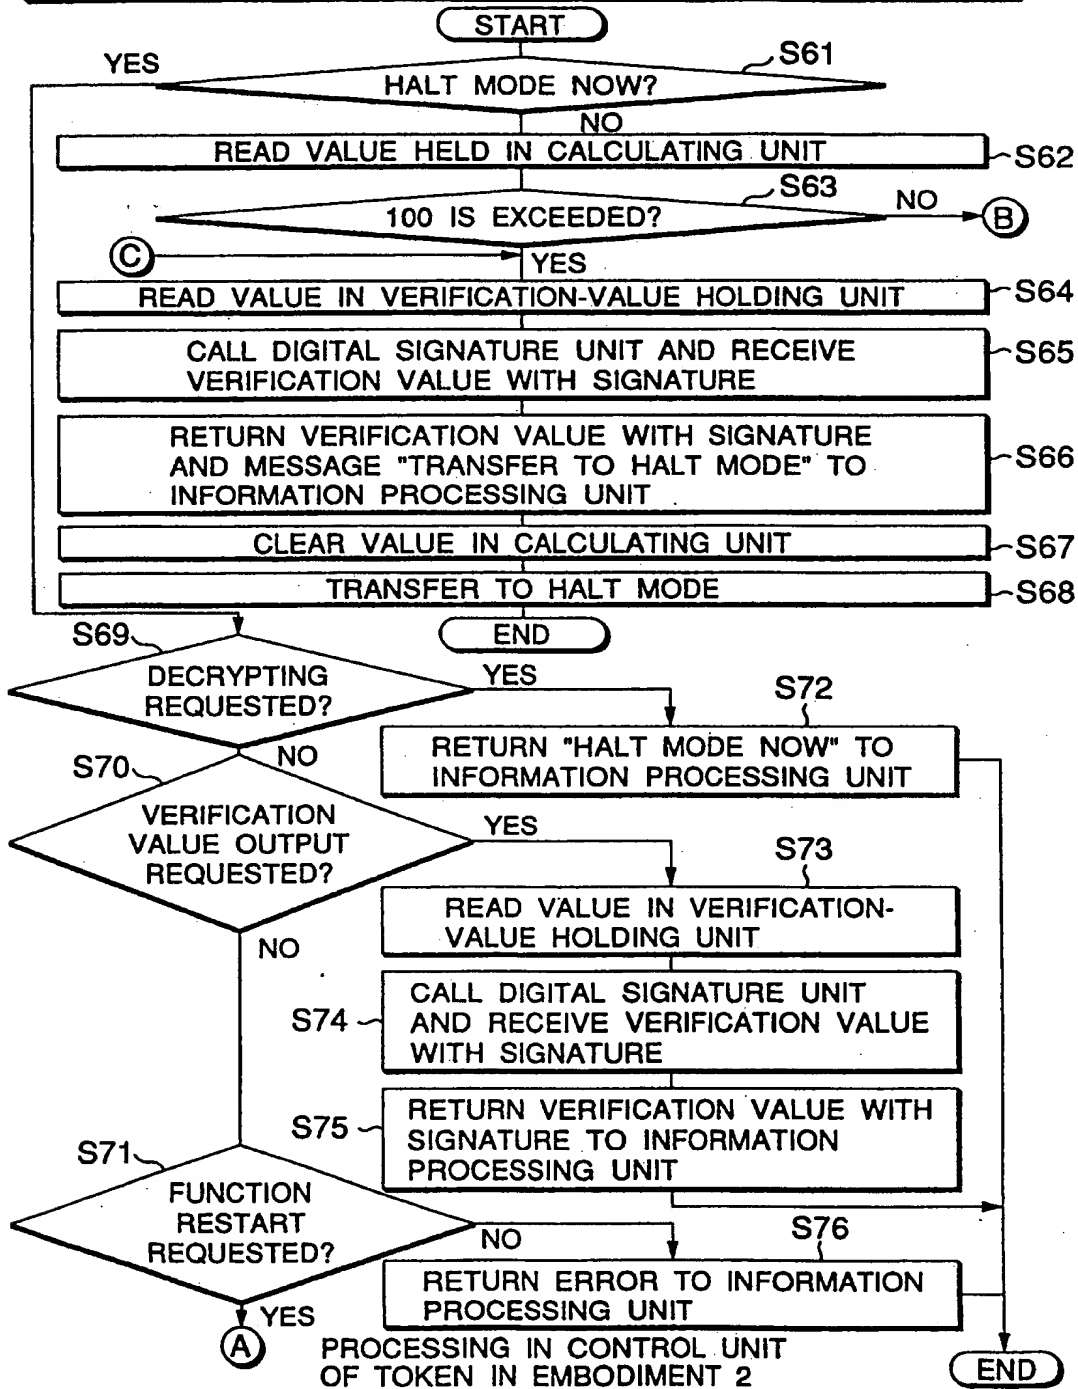 START
YES
S61
HALT MODE NOW?
NO
READ VALUE HELD IN CALCULATING UNIT
S62
S63
100 IS EXCEEDED?
NO
B
C
YES
READ VALUE IN VERIFICATION-VALUE HOLDING UNIT
S64
CALL DIGITAL SIGNATURE UNIT AND RECEIVE
VERIFICATION VALUE WITH SIGNATURE
S65
RETURN VERIFICATION VALUE WITH SIGNATURE
AND MESSAGE "TRANSFER TO HALT MODE" TO
INFORMATION PROCESSING UNIT
S66
CLEAR VALUE IN CALCULATING UNIT
S67
TRANSFER TO HALT MODE
S68
END
S69
DECRYPTING
REQUESTED?
YES
NO
S72
RETURN "HALT MODE NOW" TO
INFORMATION PROCESSING UNIT
S70
VERIFICATION
VALUE OUTPUT
REQUESTED?
YES
NO
S73
READ VALUE IN VERIFICATION-
VALUE HOLDING UNIT
S74
CALL DIGITAL SIGNATURE UNIT
AND RECEIVE VERIFICATION VALUE
WITH SIGNATURE
S75
RETURN VERIFICATION VALUE WITH
SIGNATURE TO INFORMATION
PROCESSING UNIT
S71
FUNCTION
RESTART
REQUESTED?
NO
S76
RETURN ERROR TO INFORMATION
PROCESSING UNIT
YES
A
PROCESSING IN CONTROL UNIT
OF TOKEN IN EMBODIMENT 2
END